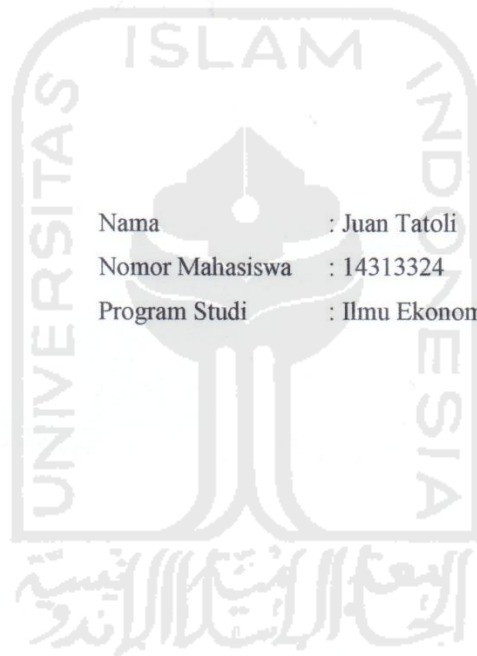 ISLAM
UNIVERSITAS
INDONESIA
Nama : Juan Tatoli
Nomor Mahasiswa : 14313324
Program Studi : Ilmu Ekonom